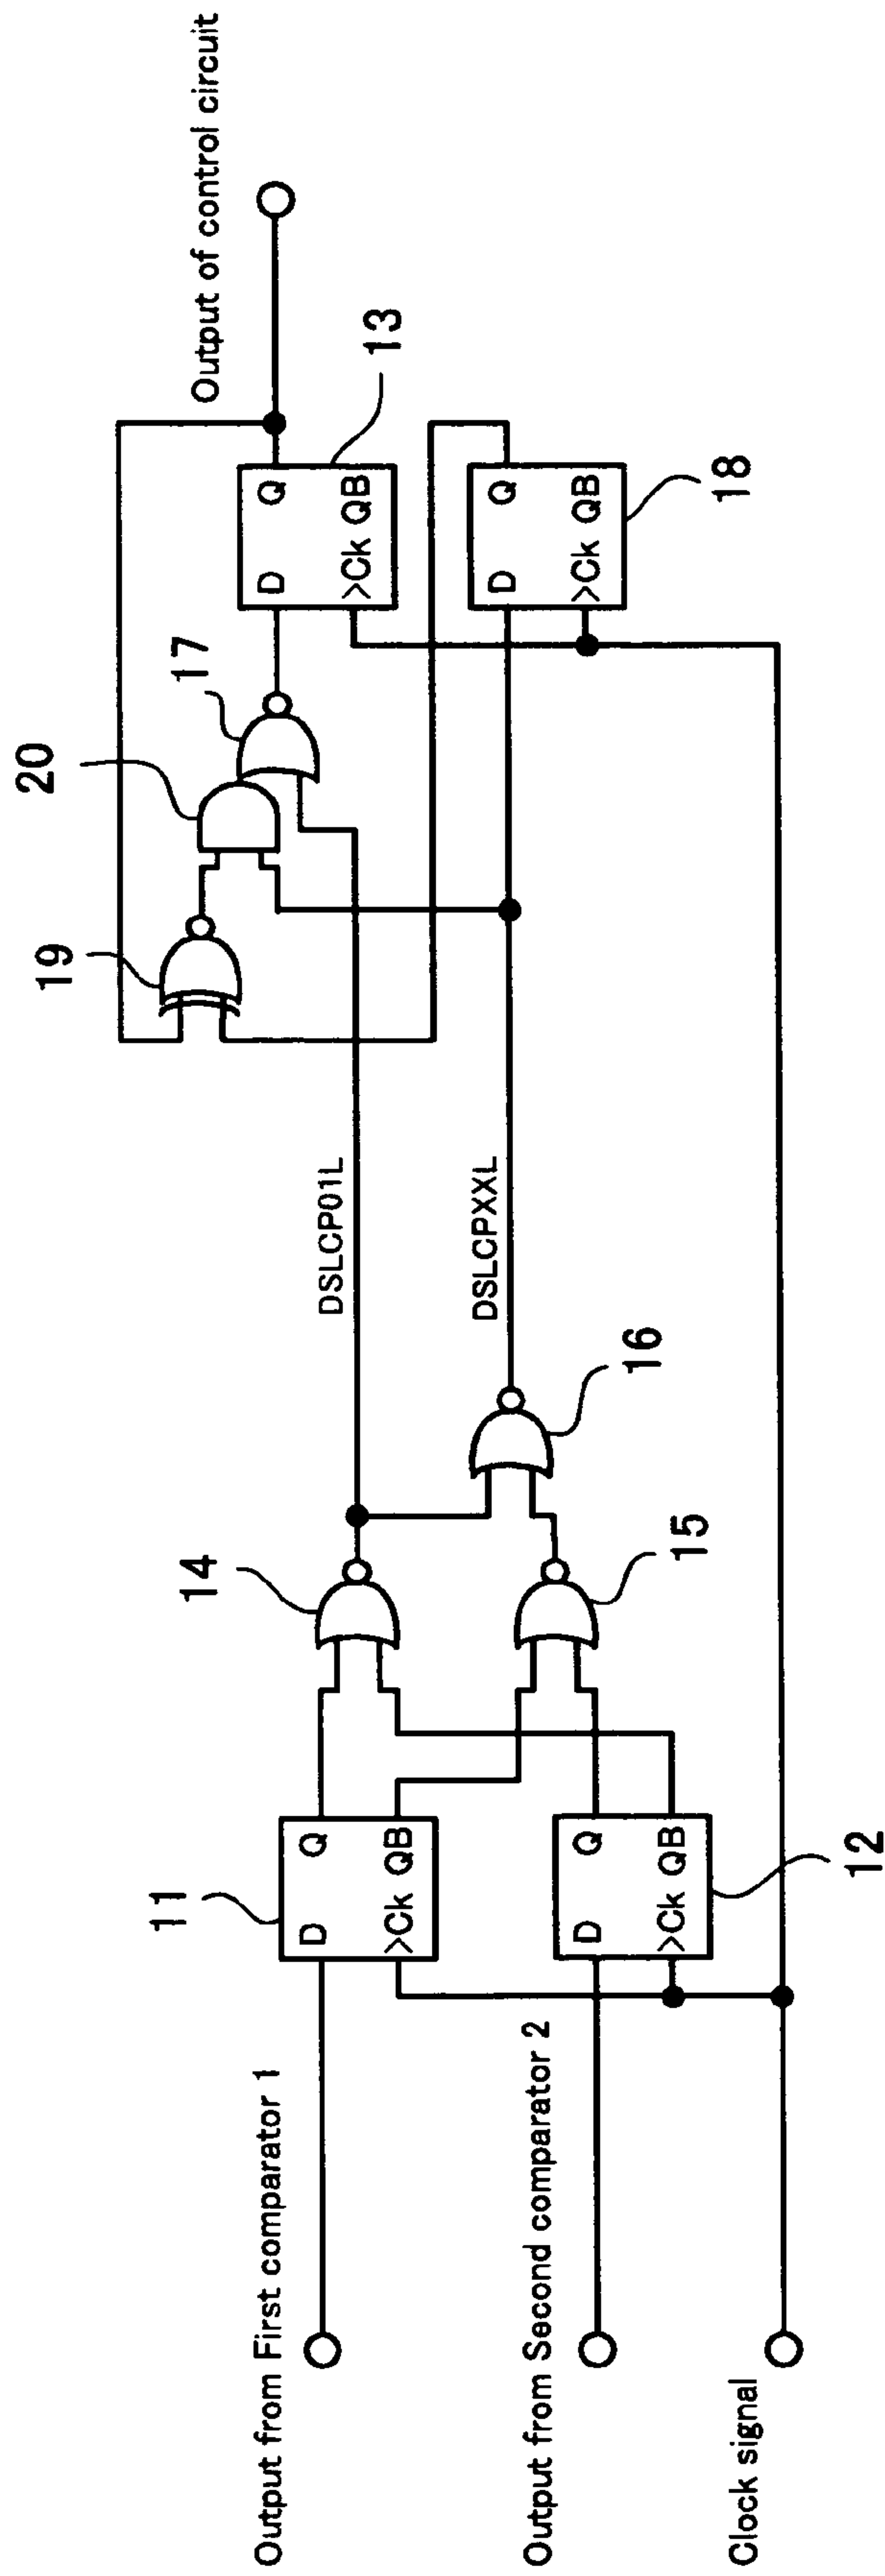 Output from First comparator 1
Output from Second comparator 2
Clock signal
11
D
Q
>Ck QB
12
D
Q
>Ck QB
14
15
16
DSLCP01L
DSLCPXXL
19
20
17
D
Q
>Ck QB
13
D
Q
>Ck QB
18
Output of control circuit